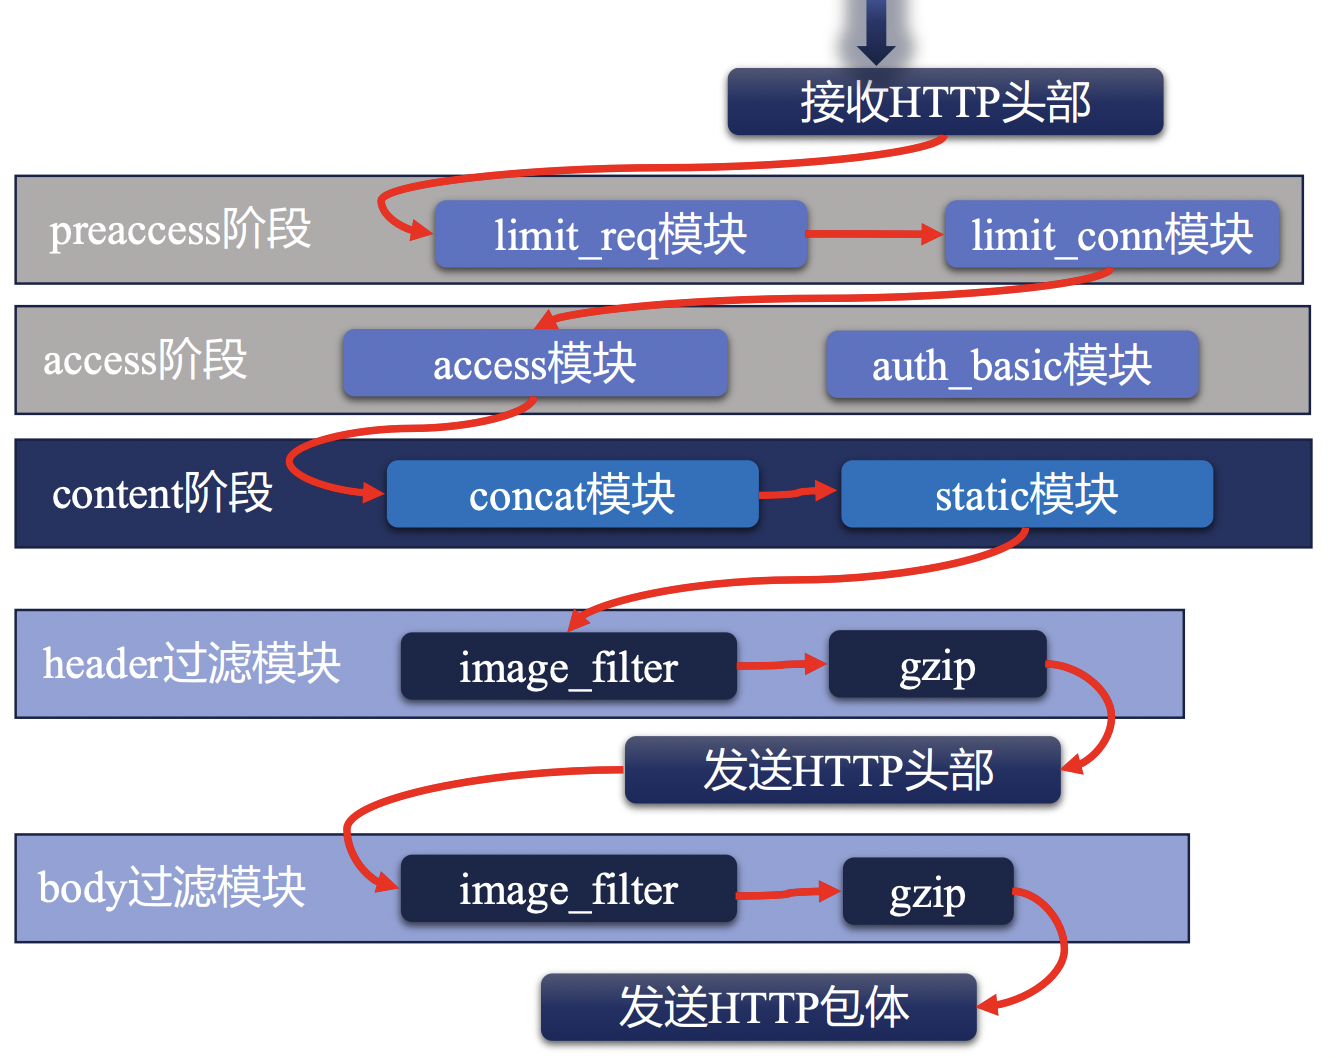 接收HTTP头部
preaccess阶段
limit_req模块
limit_conn模块
access阶段
access模块
auth_basic模块
content阶段
concat模块
static模块
header过滤模块
image_filter
gzip
发送HTTP头部
body过滤模块
image_filter
gzip
发送HTTP包体